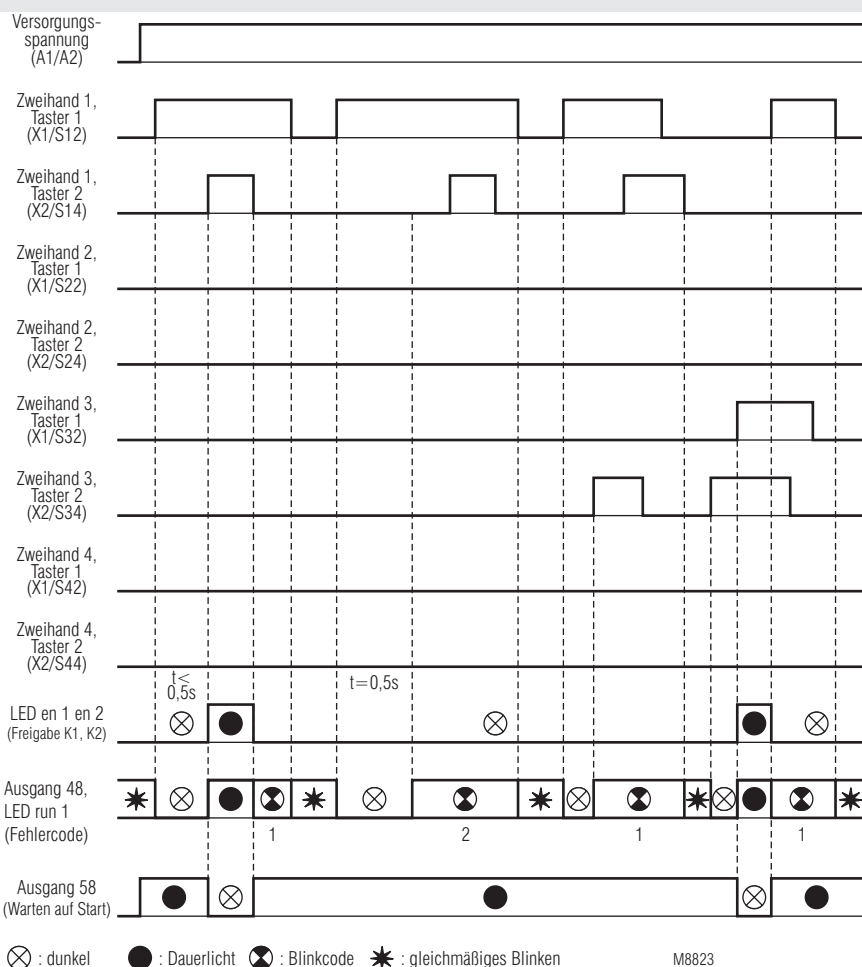 Versorgungs-
spannung
(A1/A2)
Zweihand 1,
Taster 1
(X1/S12)
Zweihand 1,
Taster 2
(X2/S14)
Zweihand 2,
Taster 1
(X1/S22)
Zweihand 2,
Taster 2
(X2/S24)
Zweihand 3,
Taster 1
(X1/S32)
Zweihand 3,
Taster 2
(X2/S34)
Zweihand 4,
Taster 1
(X1/S42)
Zweihand 4,
Taster 2
(X2/S44)
t<
0,5s
t=0,5s
LED en 1 en 2
(Freigabe K1, K2)
Ausgang 48,
LED run 1
(Fehlercode)
1 2 1 1
Ausgang 58
(Warten auf Start)
: dunkel : Dauerlicht : Blinkcode : gleichmäßiges Blinken M8823